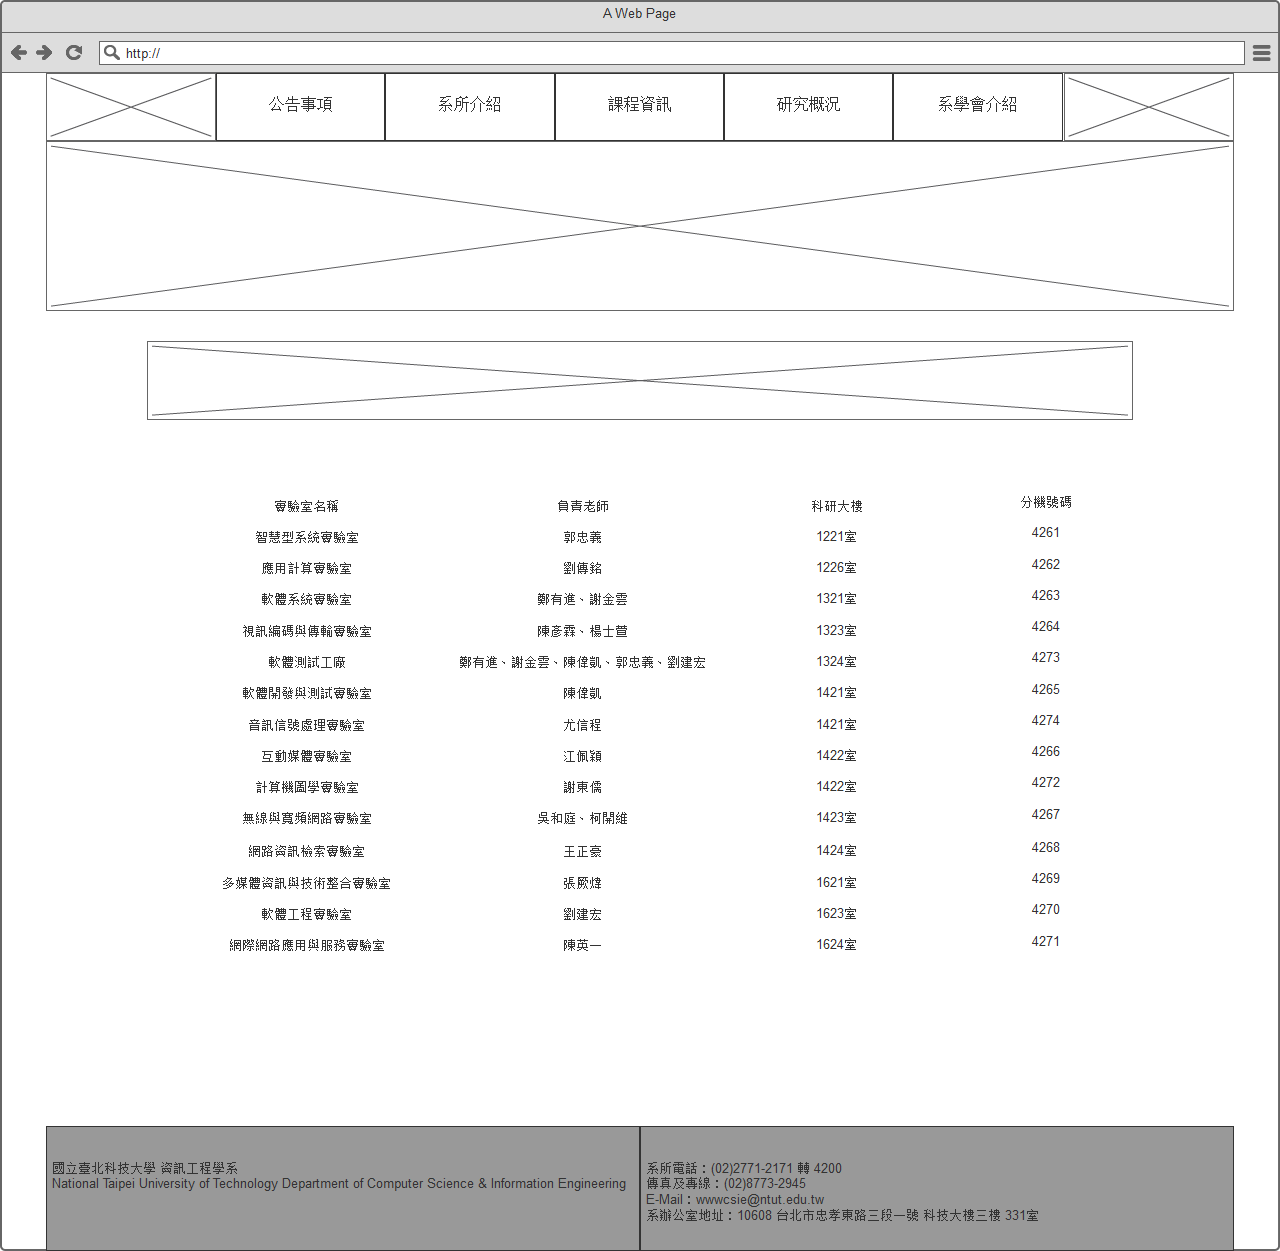 A Web Page
http://
公告事項 系所介紹 課程資訊 研究概況 系學會介紹
實驗室名稱 負責老師 科研大樓 分機號碼
智慧型系統實驗室 郭忠義 1221室 4261
應用計算實驗室 劉傳銘 1226室 4262
軟體系統實驗室 鄭有進、謝金雲 1321室 4263
視訊編碼與傳輸實驗室 陳彥霖、楊士萱 1323室 4264
軟體測試工廠 鄭有進、謝金雲、陳偉凱、郭忠義、劉建宏 1324室 4273
軟體開發與測試實驗室 陳偉凱 1421室 4265
音訊信號處理實驗室 尤信程 1421室 4274
互動媒體實驗室 江佩穎 1422室 4266
計算機圖學實驗室 謝東儒 1422室 4272
無線與寬頻網路實驗室 吳和庭、柯開維 1423室 4267
網路資訊檢索實驗室 王正豪 1424室 4268
多媒體資訊與技術整合實驗室 張厥煒 1621室 4269
軟體工程實驗室 劉建宏 1623室 4270
網際網路應用與服務實驗室 陳英一 1624室 4271
國立臺北科技大學 資訊工程學系
National Taipei University of Technology Department of Computer Science & Information Engineering
系所電話：(02)2771-2171 轉 4200
傳真及專線：(02)8773-2945
E-Mail：wwwcsie@ntut.edu.tw
系辦公室地址：10608 台北市忠孝東路三段一號 科技大樓三樓 331室